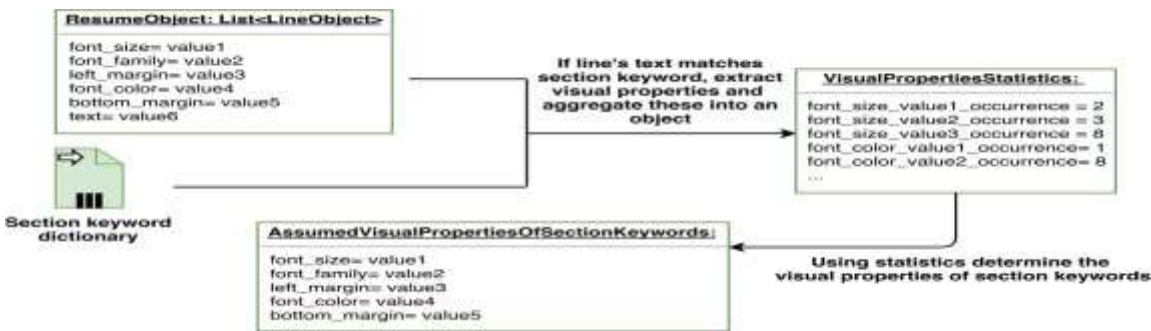 ResumeObject: List<LineObject>
font_size= value1
font_family= value2
left_margin= value3
font_color= value4
bottom_margin= value5
text= value6
If line's text matches
section keyword, extract
visual properties and
aggregate these into an
object
VisualPropertiesStatistics:
font_size_value1_occurrence = 2
font_size_value2_occurrence = 3
font_size_value3_occurrence = 8
font_color_value1_occurrence= 1
font_color_value2_occurrence= 8
...
Section keyword
dictionary
AssumedVisualPropertiesOfSectionKeywords:
font_size= value1
font_family= value2
left_margin= value3
font_color= value4
bottom_margin= value5
Using statistics determine the
visual properties of section keywords